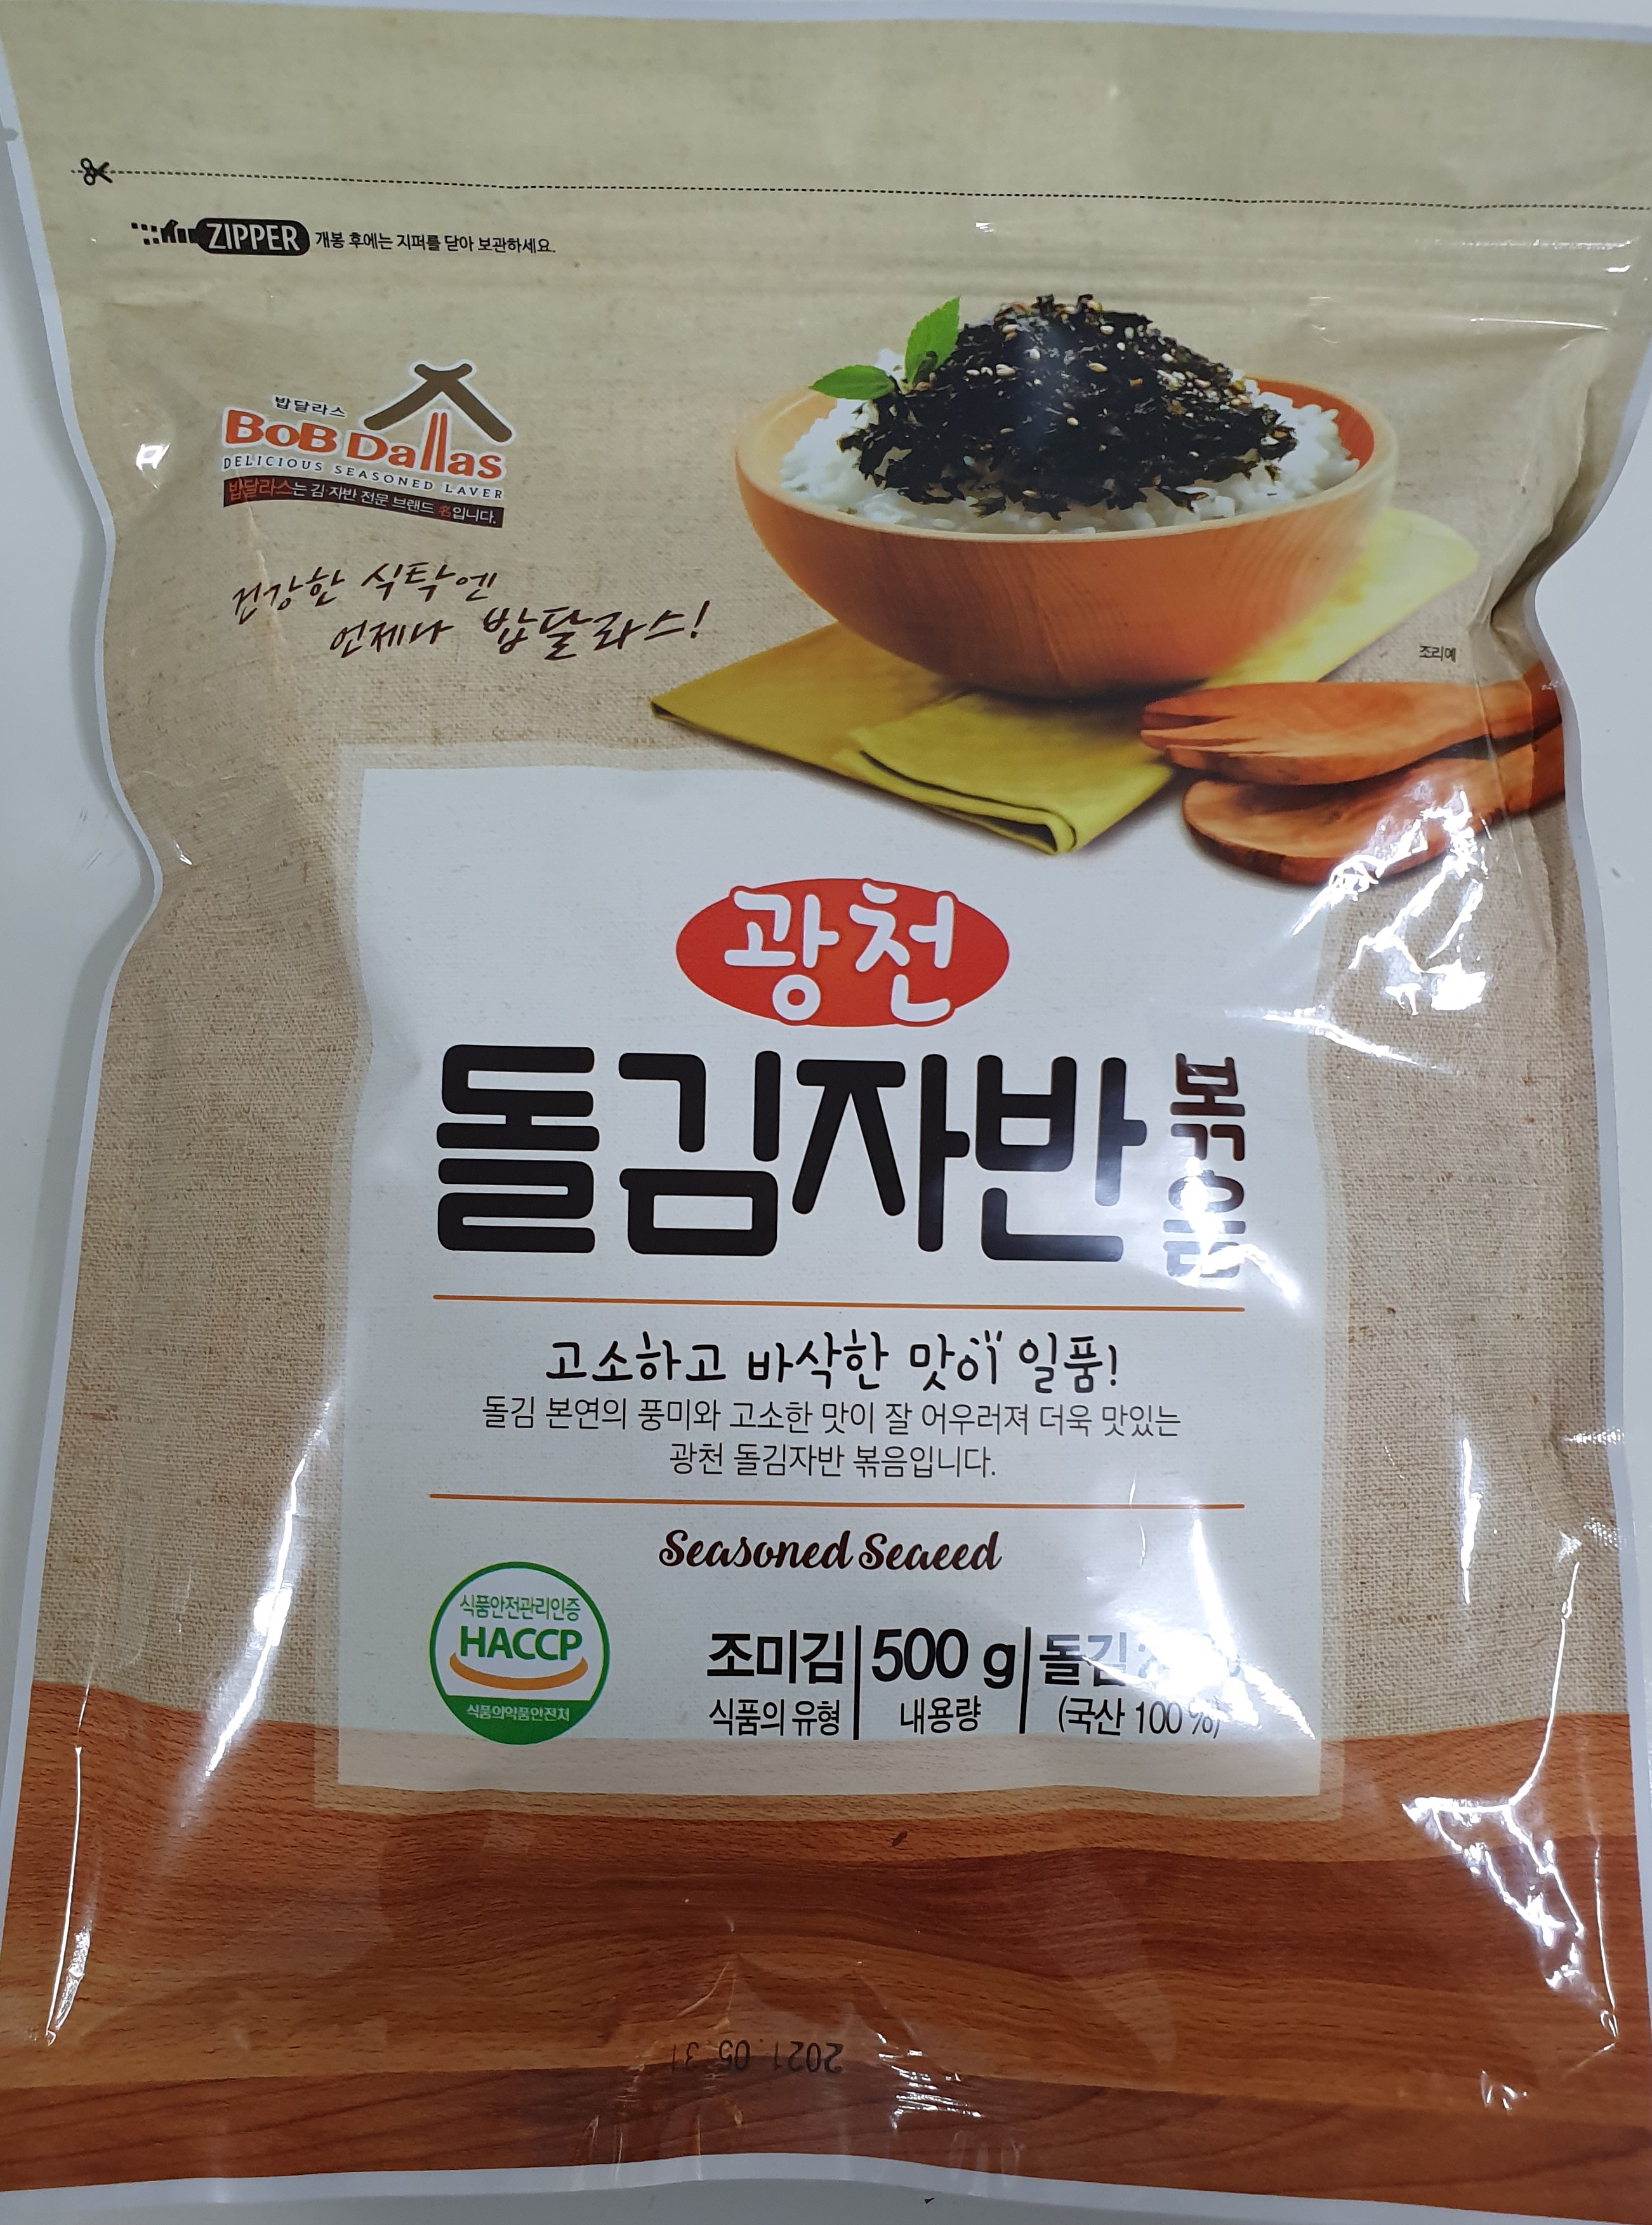 ZIPPER 개봉 후에는 지퍼를 닫아 보관하세요.
밥달라스
BoB Dallas
DELICIOUS SEASONED LAVER
밥달라스는 김 자반 전문 브랜드 名입니다.
건강한 식탁엔
언제나 밥달라스!
조리예
광천
돌김자반 볶음
고소하고 바삭한 맛이 일품!
돌김 본연의 풍미와 고소한 맛이 잘 어우러져 더욱 맛있는
광천 돌김자반 볶음입니다.
Seasoned Seaeed
식품안전관리인증
HACCP
식품의약품안전처
조미김 500 g 돌김
식품의 유형 내용량 (국산 100%)
2021.05.31